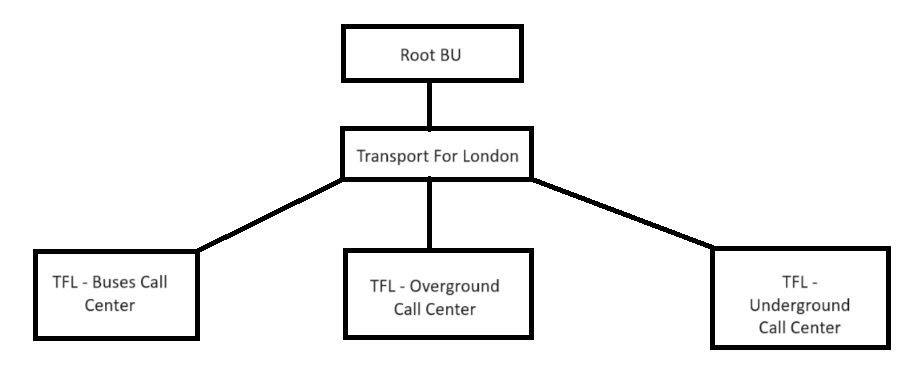 Root BU
Transport For London
TFL - Buses Call
Center
TFL - Overground
Call Center
TFL -
Underground
Call Center